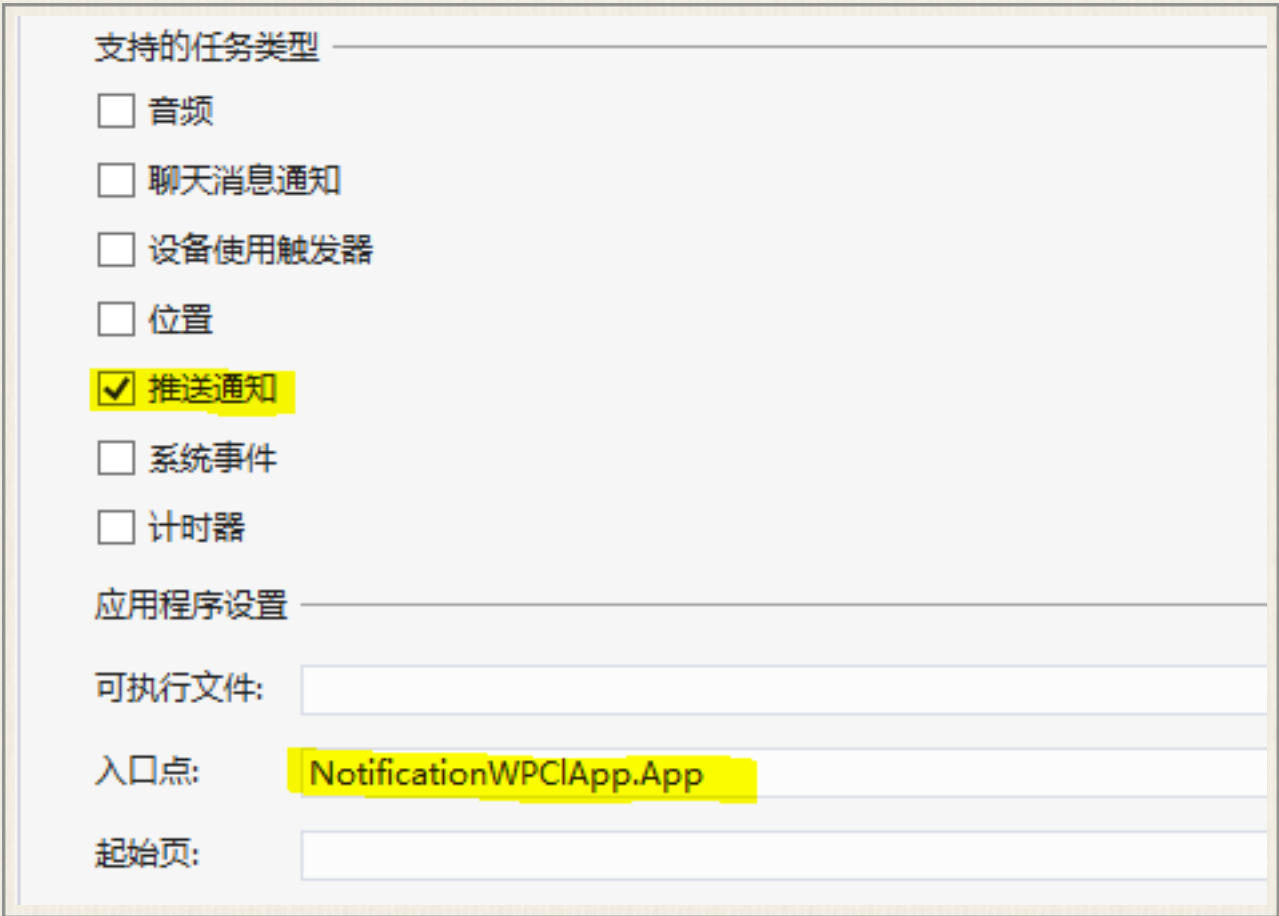 支持的任务类型
音频
聊天消息通知
设备使用触发器
位置
推送通知
系统事件
计时器
应用程序设置
可执行文件:
入口点: NotificationWPClApp.App
起始页: